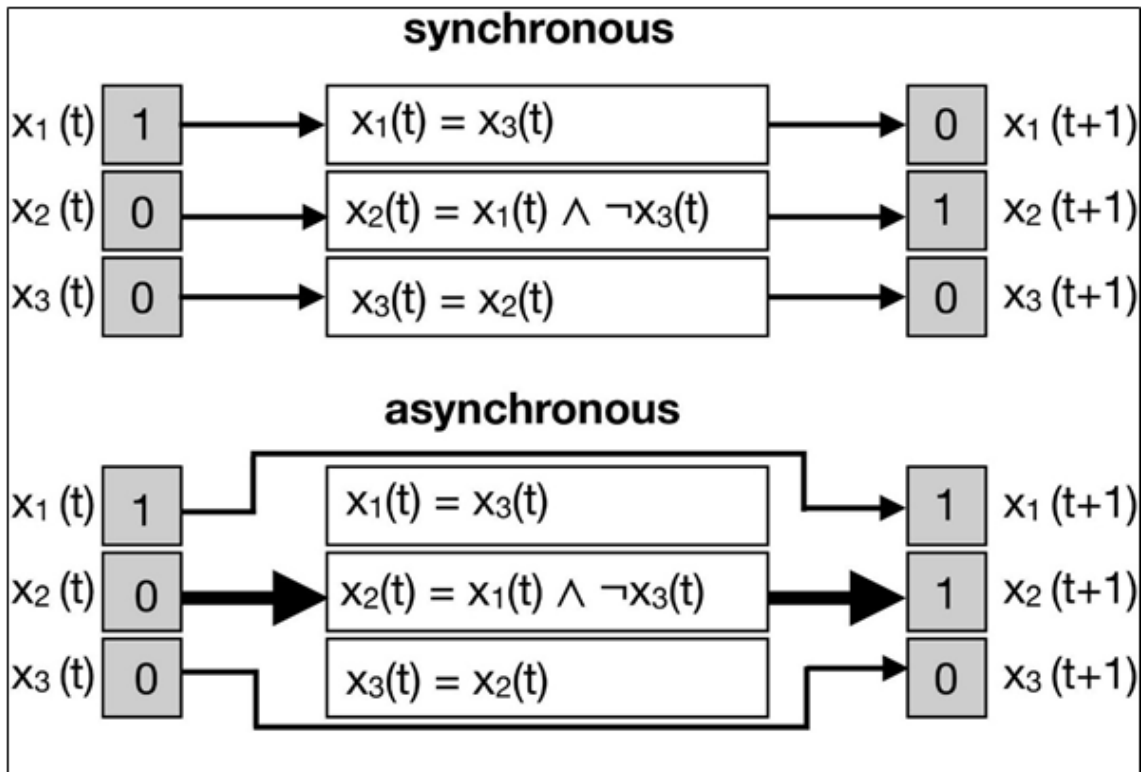 synchronous
x₁ (t) 1 x₁(t) = x₃(t) 0 x₁ (t+1)
x₂ (t) 0 x₂(t) = x₁(t) ∧ ¬x₃(t) 1 x₂ (t+1)
x₃ (t) 0 x₃(t) = x₂(t) 0 x₃ (t+1)
asynchronous
x₁ (t) 1 x₁(t) = x₃(t) 1 x₁ (t+1)
x₂ (t) 0 x₂(t) = x₁(t) ∧ ¬x₃(t) 1 x₂ (t+1)
x₃ (t) 0 x₃(t) = x₂(t) 0 x₃ (t+1)